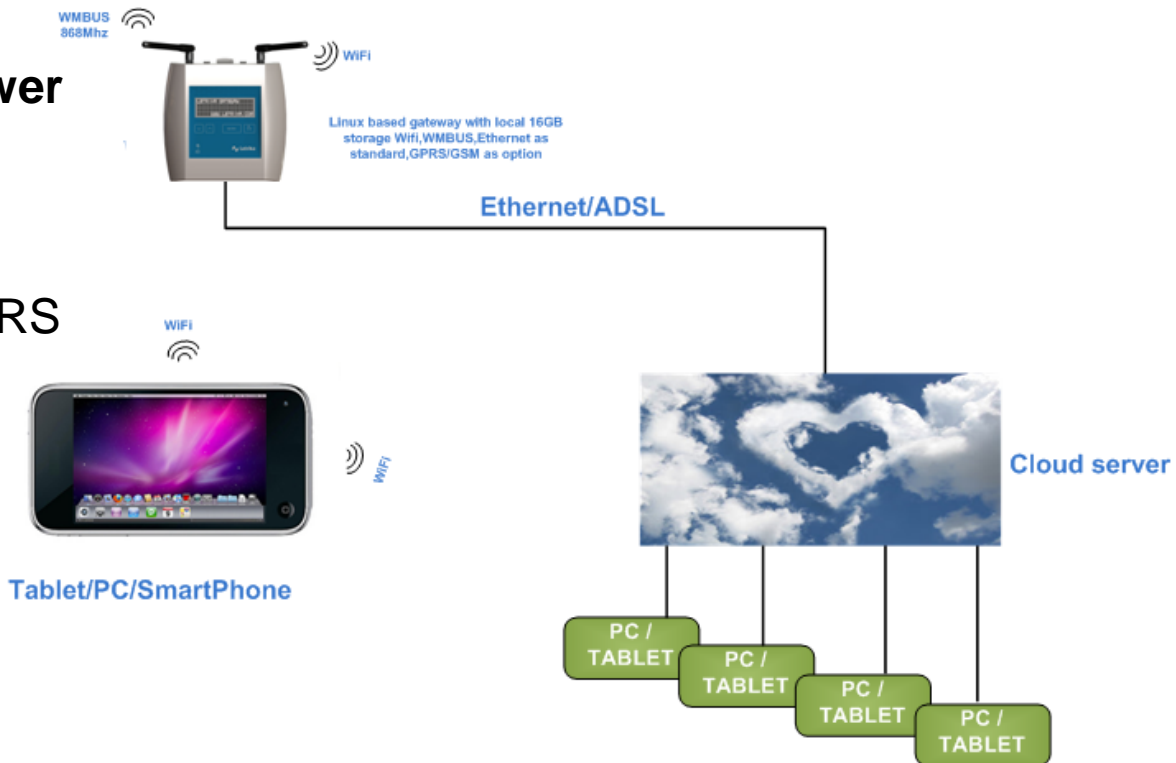 WMBUS
868Mhz
WiFi
wer
Linux based gateway with local 16GB
storage Wifi,WMBUS,Ethernet as
standard,GPRS/GSM as option
Ethernet/ADSL
RS
WiFi
WiFi
Cloud server
Tablet/PC/SmartPhone
PC /
TABLET
PC /
TABLET
PC /
TABLET
PC /
TABLET